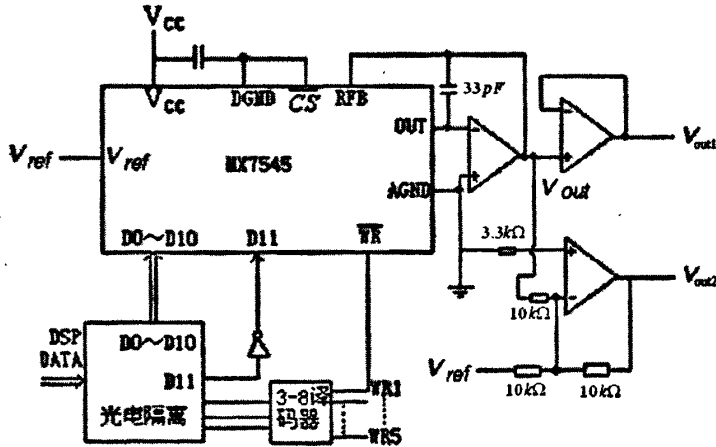 Vcc
Vcc DGND CS RFB
33pF
OUT
Vref Vref MX7545
Vout1
AGND
Vout
D0～D10 D11 WR
3.3kΩ
Vout2
10kΩ
DSP
DATA
D0～D10
D11
光电隔离
3-8译
码器
WR1
WR5
Vref
10kΩ 10kΩ